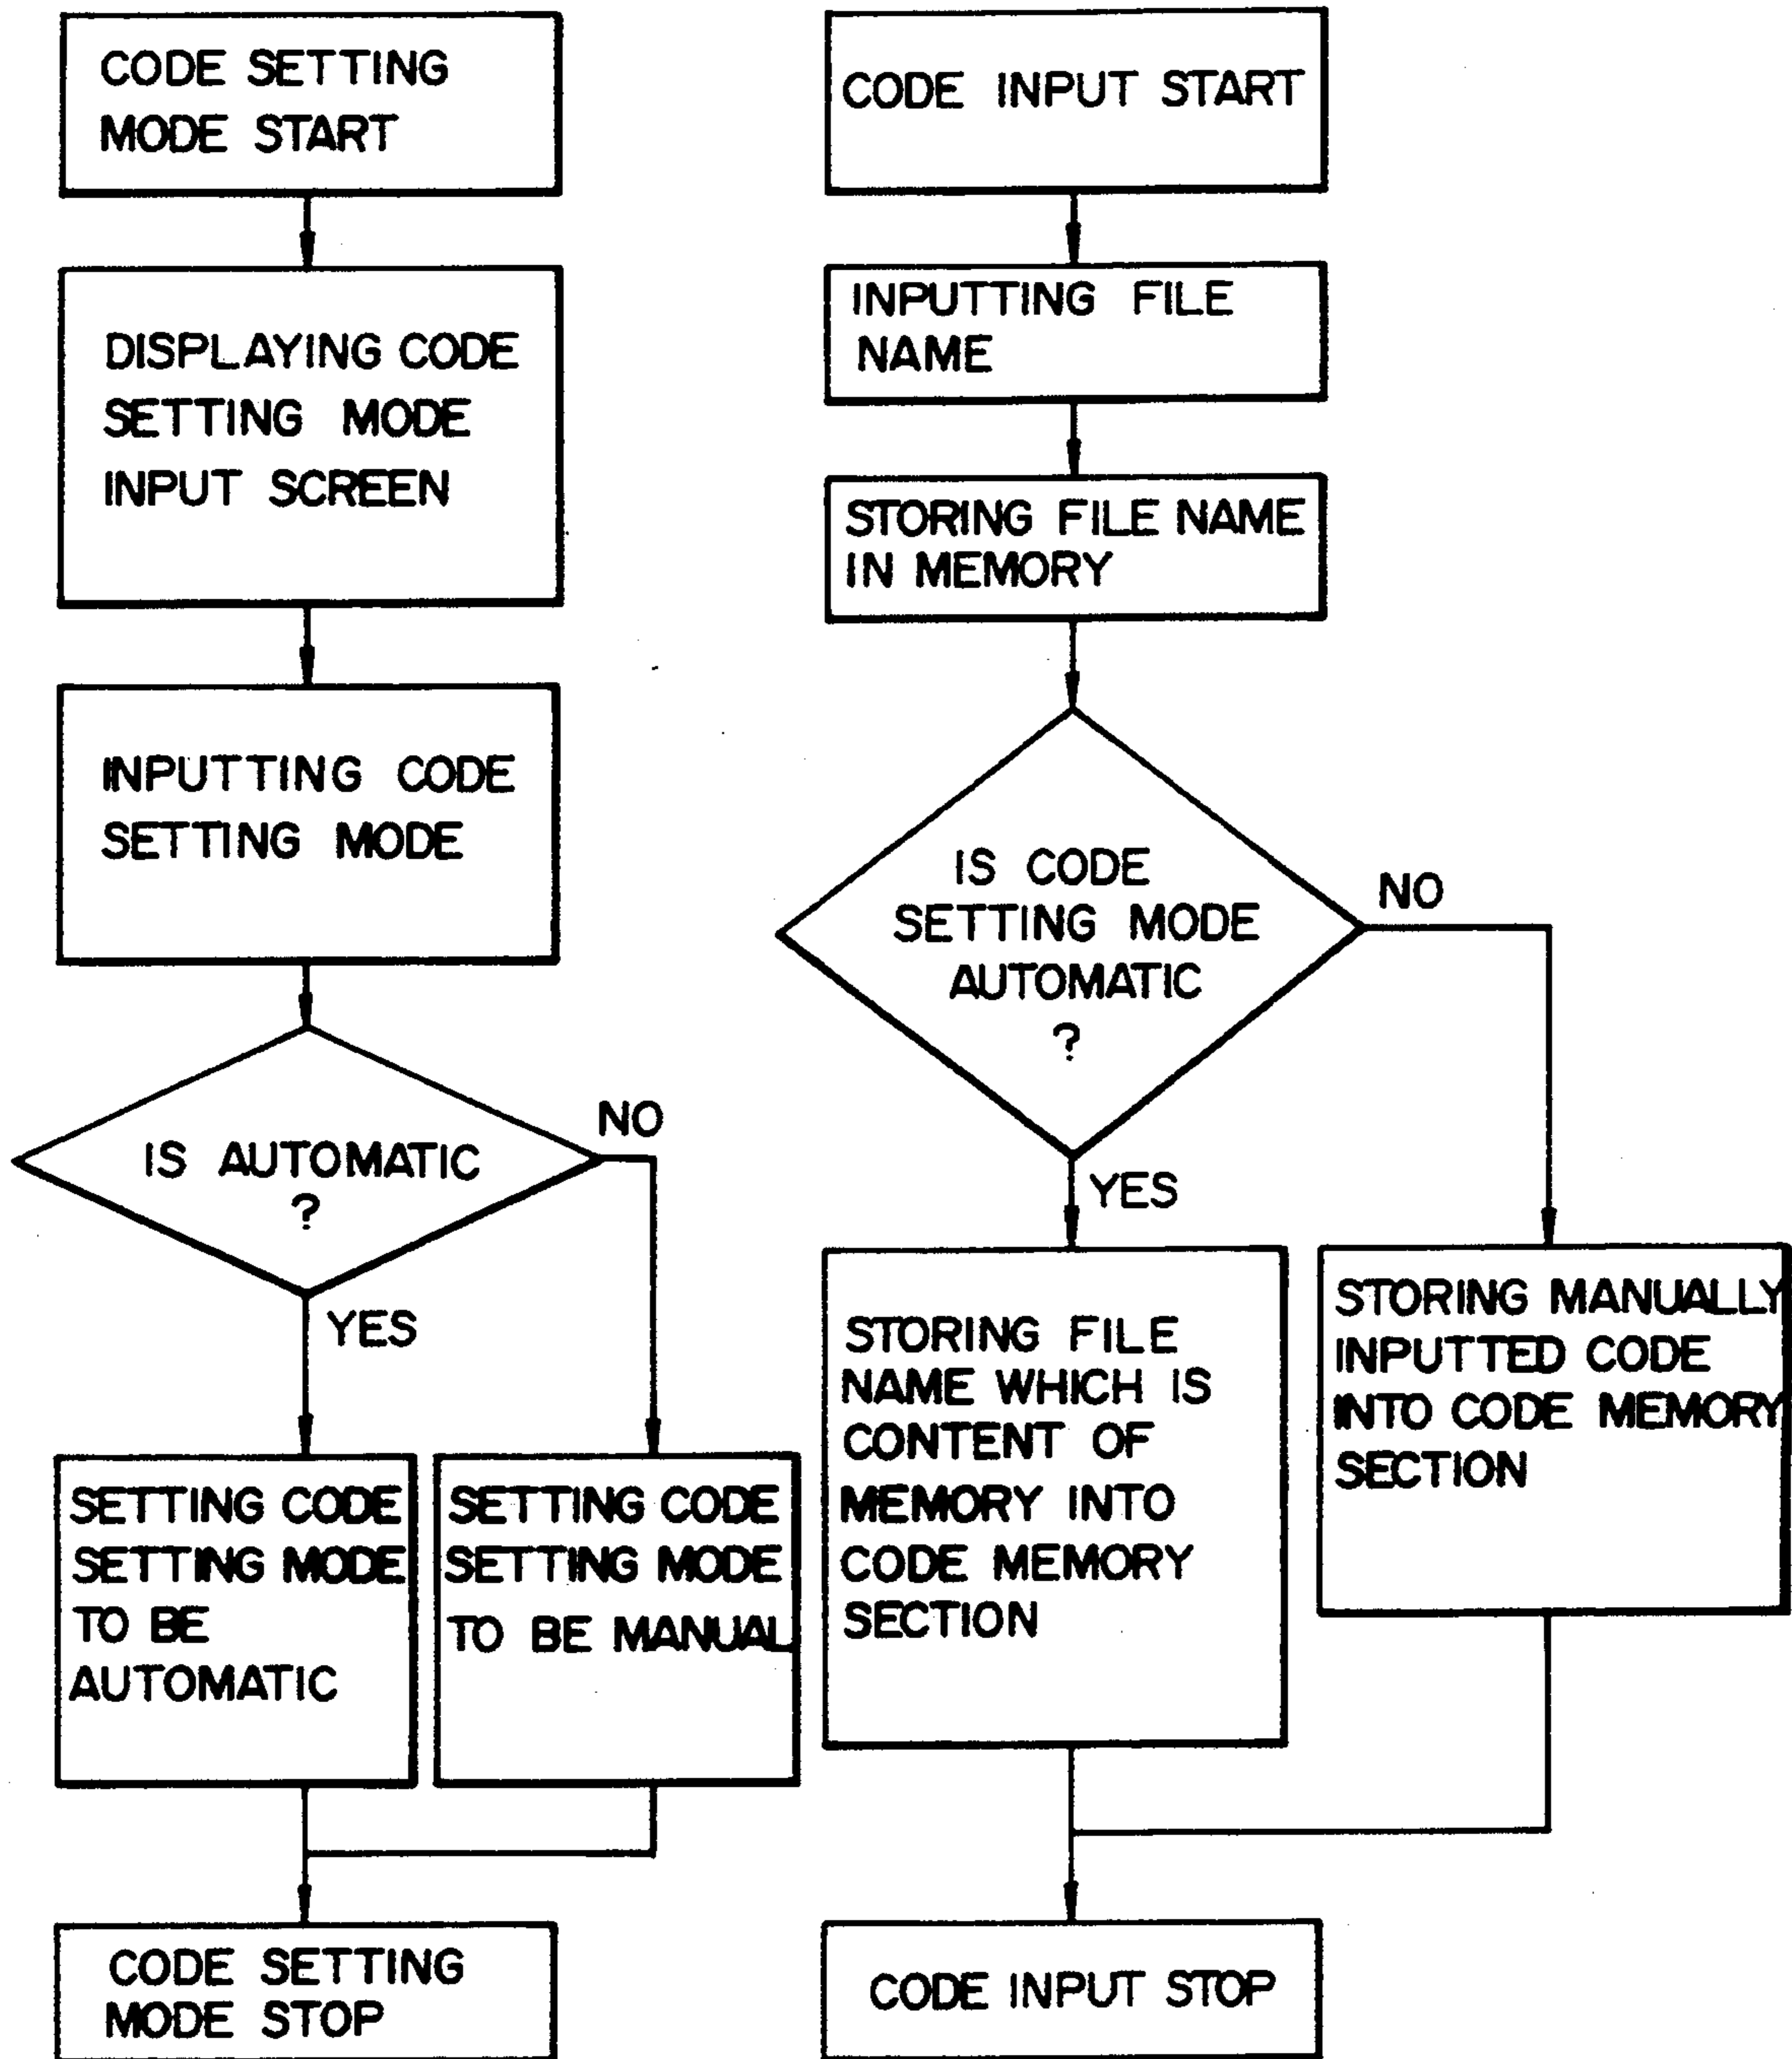 CODE SETTING
MODE START
DISPLAYING CODE
SETTING MODE
INPUT SCREEN
INPUTTING CODE
SETTING MODE
IS AUTOMATIC
?
NO
YES
SETTING CODE
SETTING MODE
TO BE
AUTOMATIC
SETTING CODE
SETTING MODE
TO BE MANUAL
CODE SETTING
MODE STOP
CODE INPUT START
INPUTTING FILE
NAME
STORING FILE NAME
IN MEMORY
IS CODE
SETTING MODE
AUTOMATIC
?
NO
YES
STORING FILE
NAME WHICH IS
CONTENT OF
MEMORY INTO
CODE MEMORY
SECTION
STORING MANUALLY
INPUTTED CODE
INTO CODE MEMORY
SECTION
CODE INPUT STOP